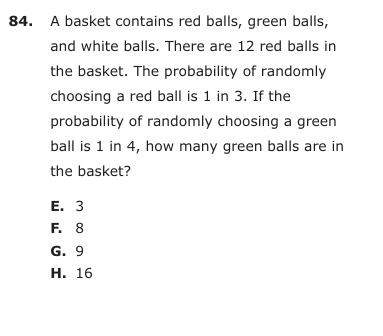 84. A basket contains red balls, green balls,
and white balls. There are 12 red balls in
the basket. The probability of randomly
choosing a red ball is 1 in 3. If the
probability of randomly choosing a green
ball is 1 in 4, how many green balls are in
the basket?
E. 3
F. 8
G. 9
H. 16